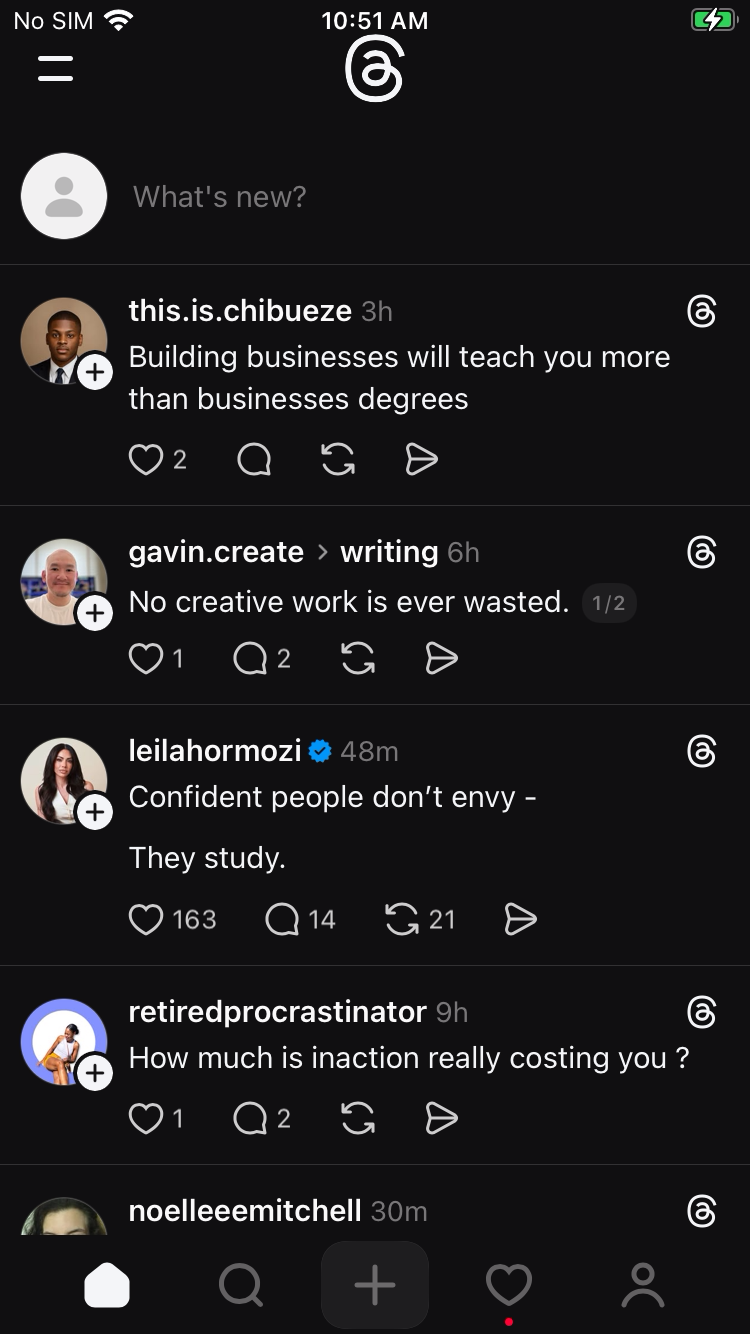 No SIM 10:51 AM
What's new?
this.is.chibueze 3h
Building businesses will teach you more
than businesses degrees
2
gavin.create > writing 6h
No creative work is ever wasted. 1/2
1 2
leilahormozi 48m
Confident people don’t envy -
They study.
163 14 21
retiredprocrastinator 9h
How much is inaction really costing you ?
1 2
noelleeemitchell 30m